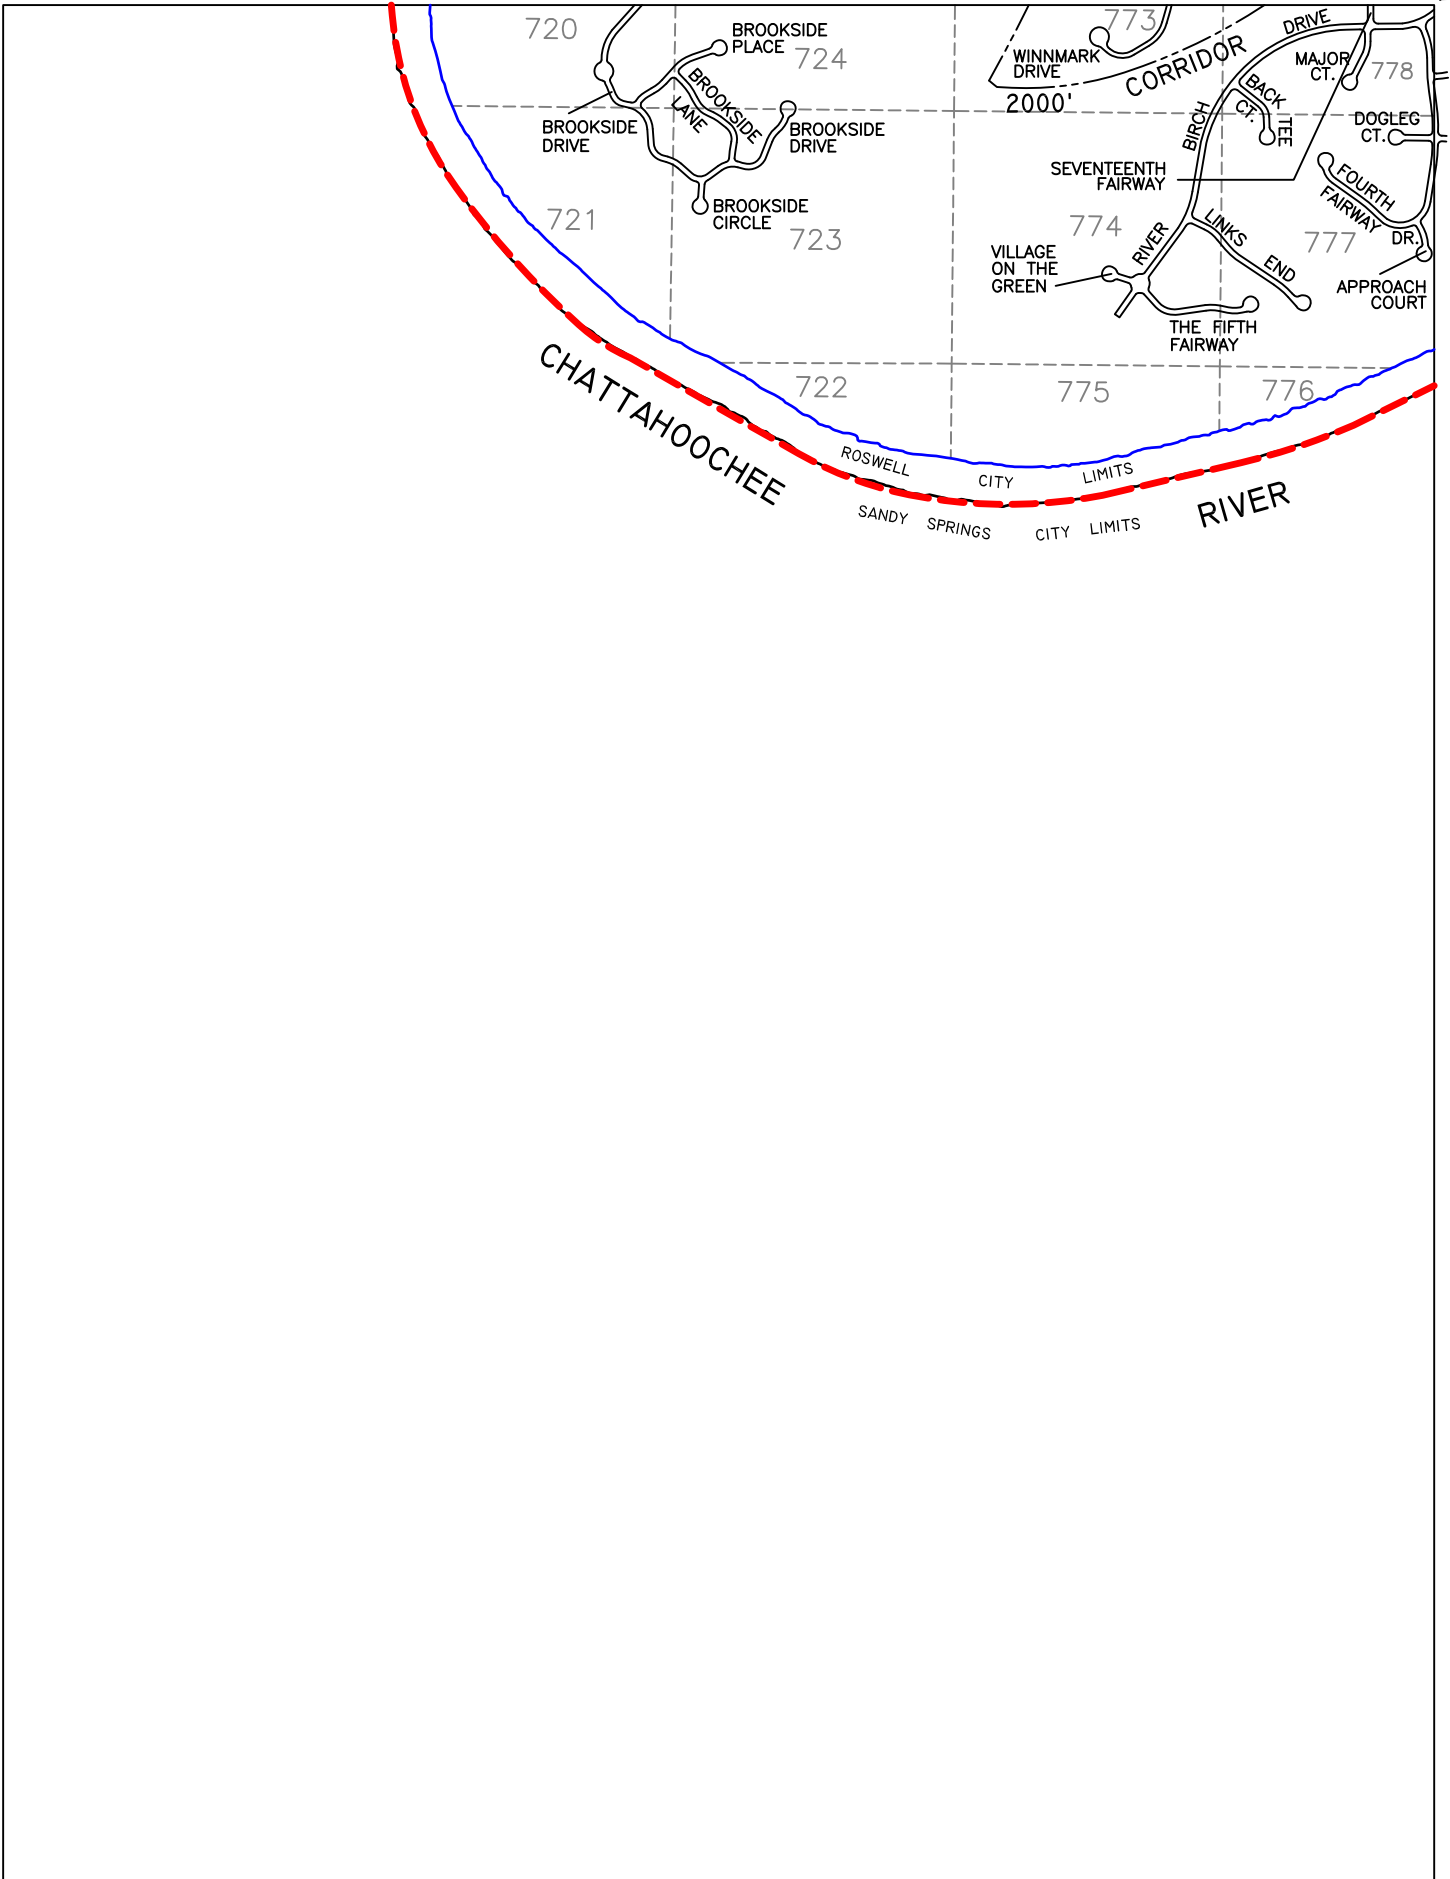 720
BROOKSIDE
PLACE
724
773
WINNMARK
DRIVE
CORRIDOR
2000'
DRIVE
MAJOR
CT.
778
BROOKSIDE
LANE
BROOKSIDE
DRIVE
BROOKSIDE
DRIVE
BIRCH
BACK
TEE
CT.
DOGLEG
CT.
SEVENTEENTH
FAIRWAY
FOURTH
FAIRWAY
DR.
721
BROOKSIDE
CIRCLE
723
774
RIVER
LINKS
END
777
VILLAGE
ON THE
GREEN
APPROACH
COURT
THE FIFTH
FAIRWAY
722
775
776
CHATTAHOOCHEE
RIVER
ROSWELL CITY LIMITS
SANDY SPRINGS CITY LIMITS